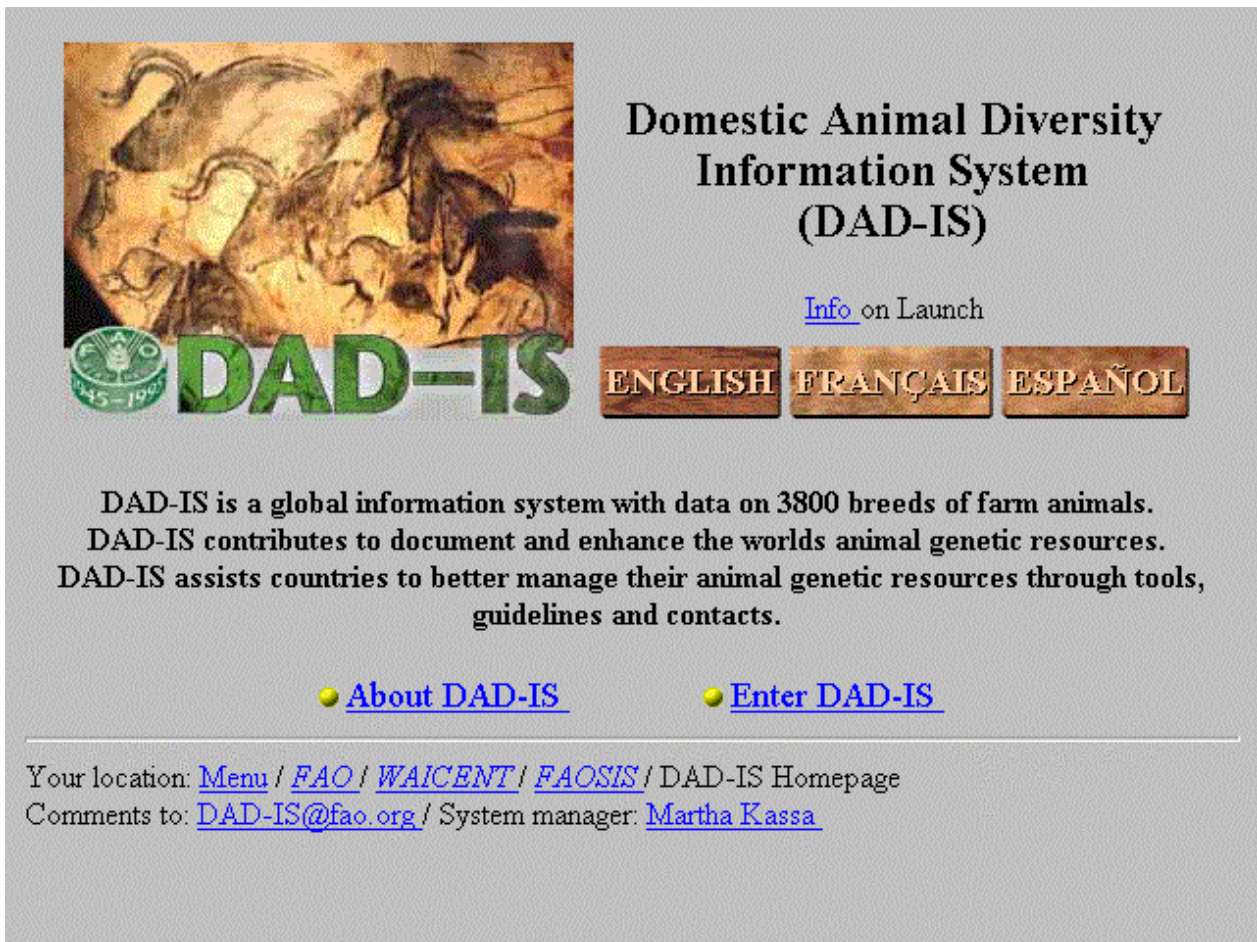 Domestic Animal Diversity
Information System
(DAD-IS)
Info on Launch
FAO
1945-1995
DAD-IS
ENGLISH FRANÇAIS ESPAÑOL
DAD-IS is a global information system with data on 3800 breeds of farm animals.
DAD-IS contributes to document and enhance the worlds animal genetic resources.
DAD-IS assists countries to better manage their animal genetic resources through tools,
guidelines and contacts.
About DAD-IS Enter DAD-IS
Your location: Menu / FAO / WAICENT / FAOSIS / DAD-IS Homepage
Comments to: DAD-IS@fao.org / System manager: Martha Kassa